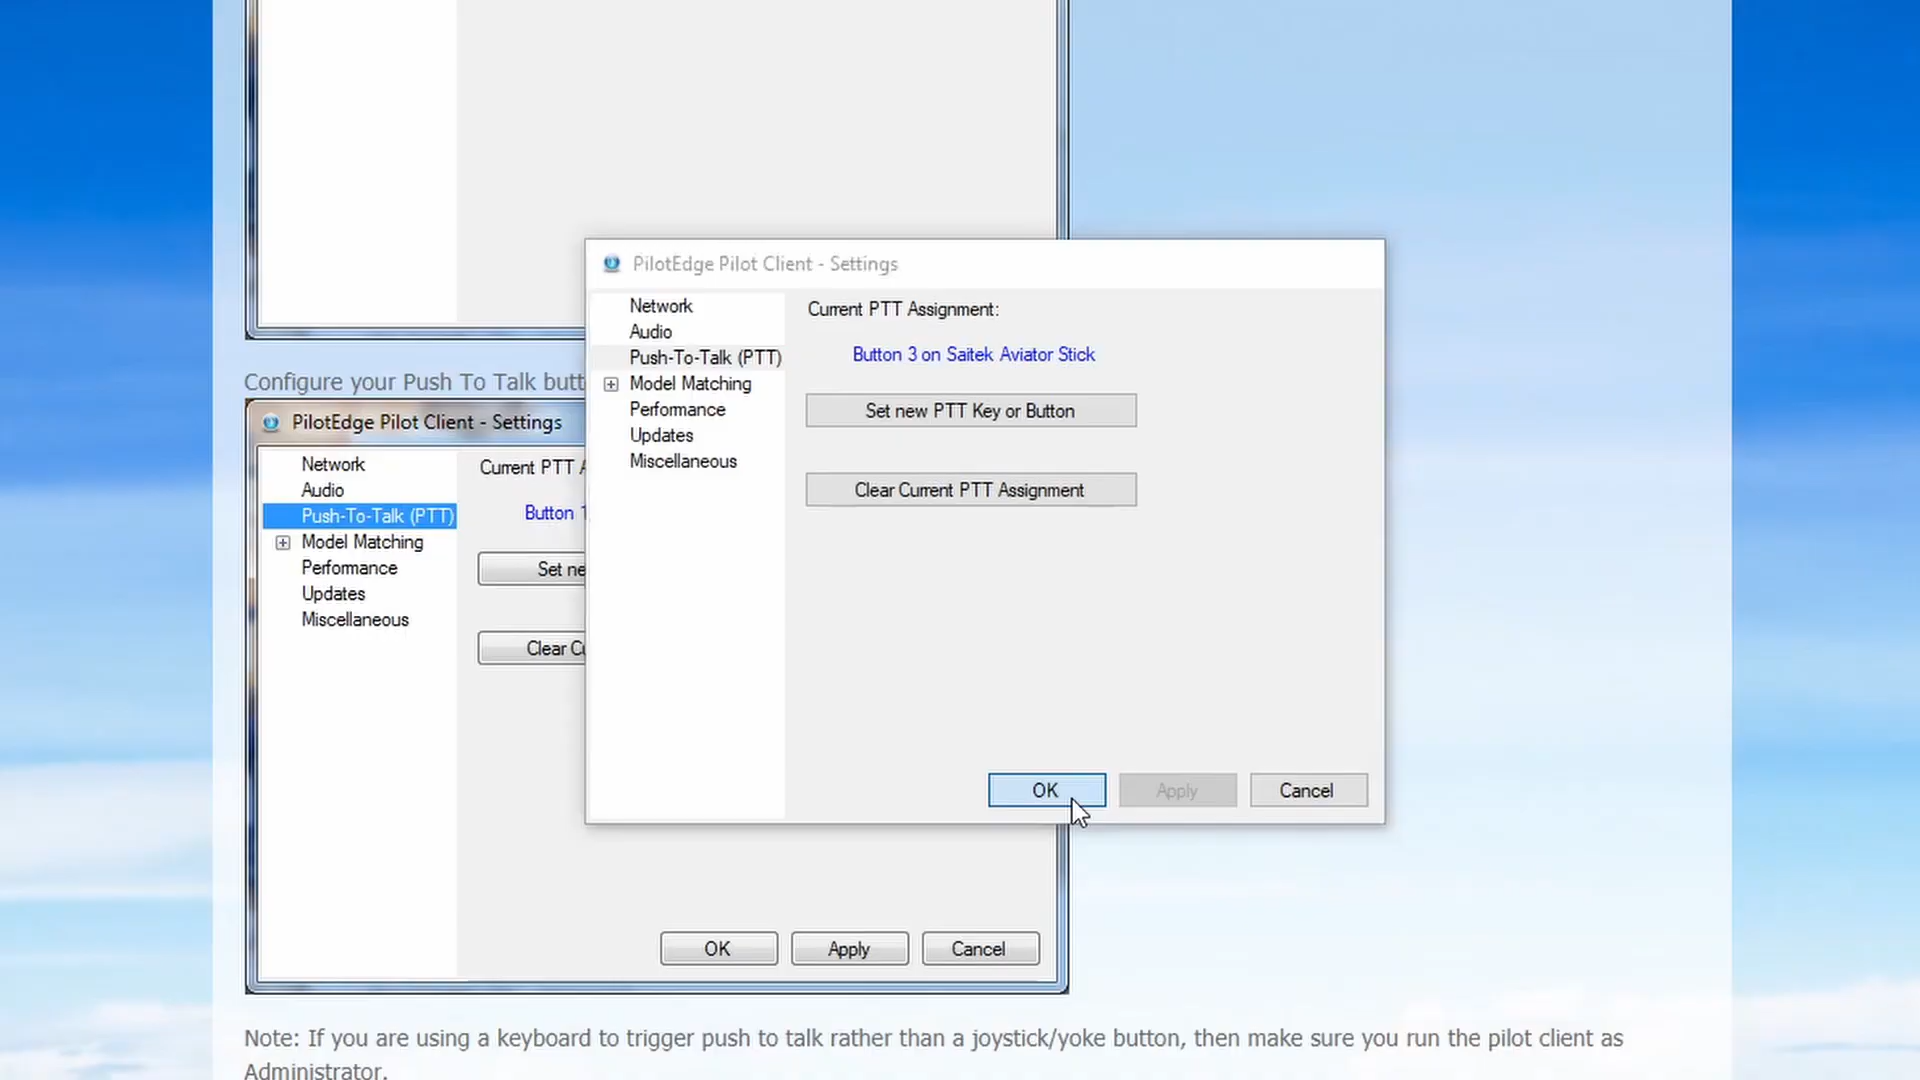 Configure your Push To Talk
PilotEdge Pilot Client - Settings
Network
Audio
Push-To-Talk (PTT)
Model Matching
Performance
Updates
Miscellaneous
Current PTT
Button
Set
Clear
OK
Apply
Cancel
PilotEdge Pilot Client - Settings
Network
Audio
Push-To-Talk (PTT)
Model Matching
Performance
Updates
Miscellaneous
Current PTT Assignment:
Button 3 on Saitek Aviator Stick
Set new PTT Key or Button
Clear Current PTT Assignment
OK
Apply
Cancel
Note: If you are using a keyboard to trigger push to talk rather than a joystick/yoke button, then make sure you run the pilot client as
Administrator.